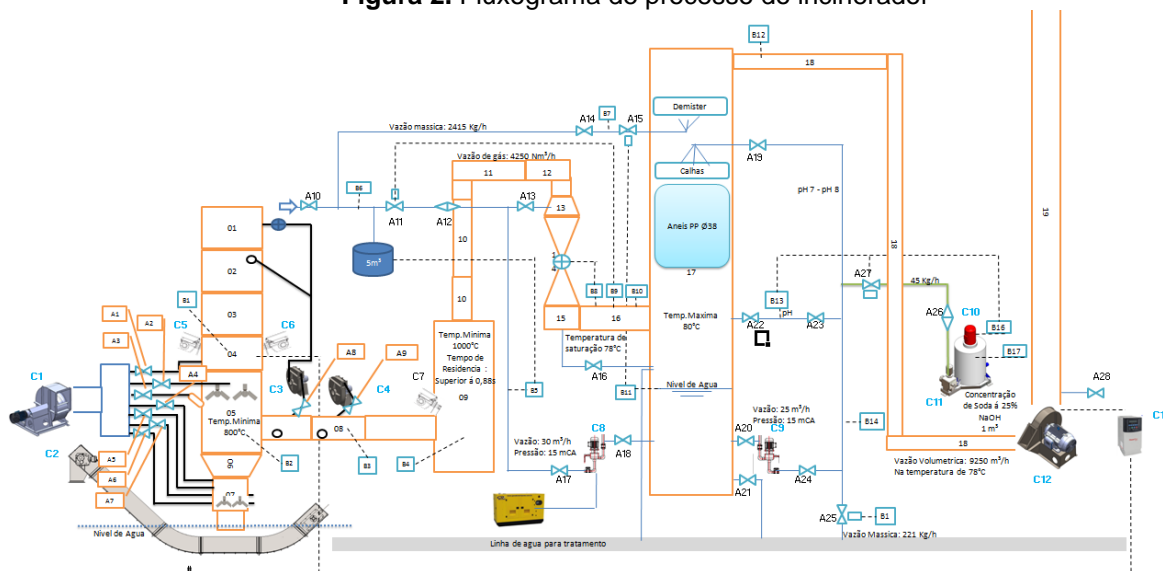 Figura 2. Fluxograma do processo do incinerador
B12
18
Demister
A14
B7
A15
Vazão massica: 2415 Kg/h
A19
Vazão de gás: 4250 Nm³/h
Calhas
11
12
pH 7 - pH 8
A10
B6
A11
A12
A13
13
01
Aneis PP Ø38
19
10
18
02
5m³
17
A27
B1
B8
B9
B10
45 Kg/h
03
10
B13
A26
C10
A1
A2
C5
C6
15
16
Temp.Maxima
80°C
pH
B16
A3
04
Temp.Minima
1000°C
Tempo de
Residencia :
Superior á 0,88s
09
Temperatura de
saturação 78°C
A22
A23
B17
A8
A9
C1
A4
C3
C4
C7
A16
B5
B11
Nivel de Agua
C11
Concentração
de Soda á 25%
NaOH
1 m³
A28
05
Temp.Minima
800°C
08
Vazão: 25 m³/h
Pressão: 15 mCA
C8
A20
C9
B14
C2
A5
B2
B3
B4
Vazão: 30 m³/h
Pressão: 15 mCA
A18
18
A6
06
A17
A21
A24
Vazão Volumetrica: 9250 m³/h
Na temperatura de 78°C
C12
A7
07
A25
B1
Nivel de Agua
Linha de agua para tratamento
Vazão Massica: 221 Kg/h